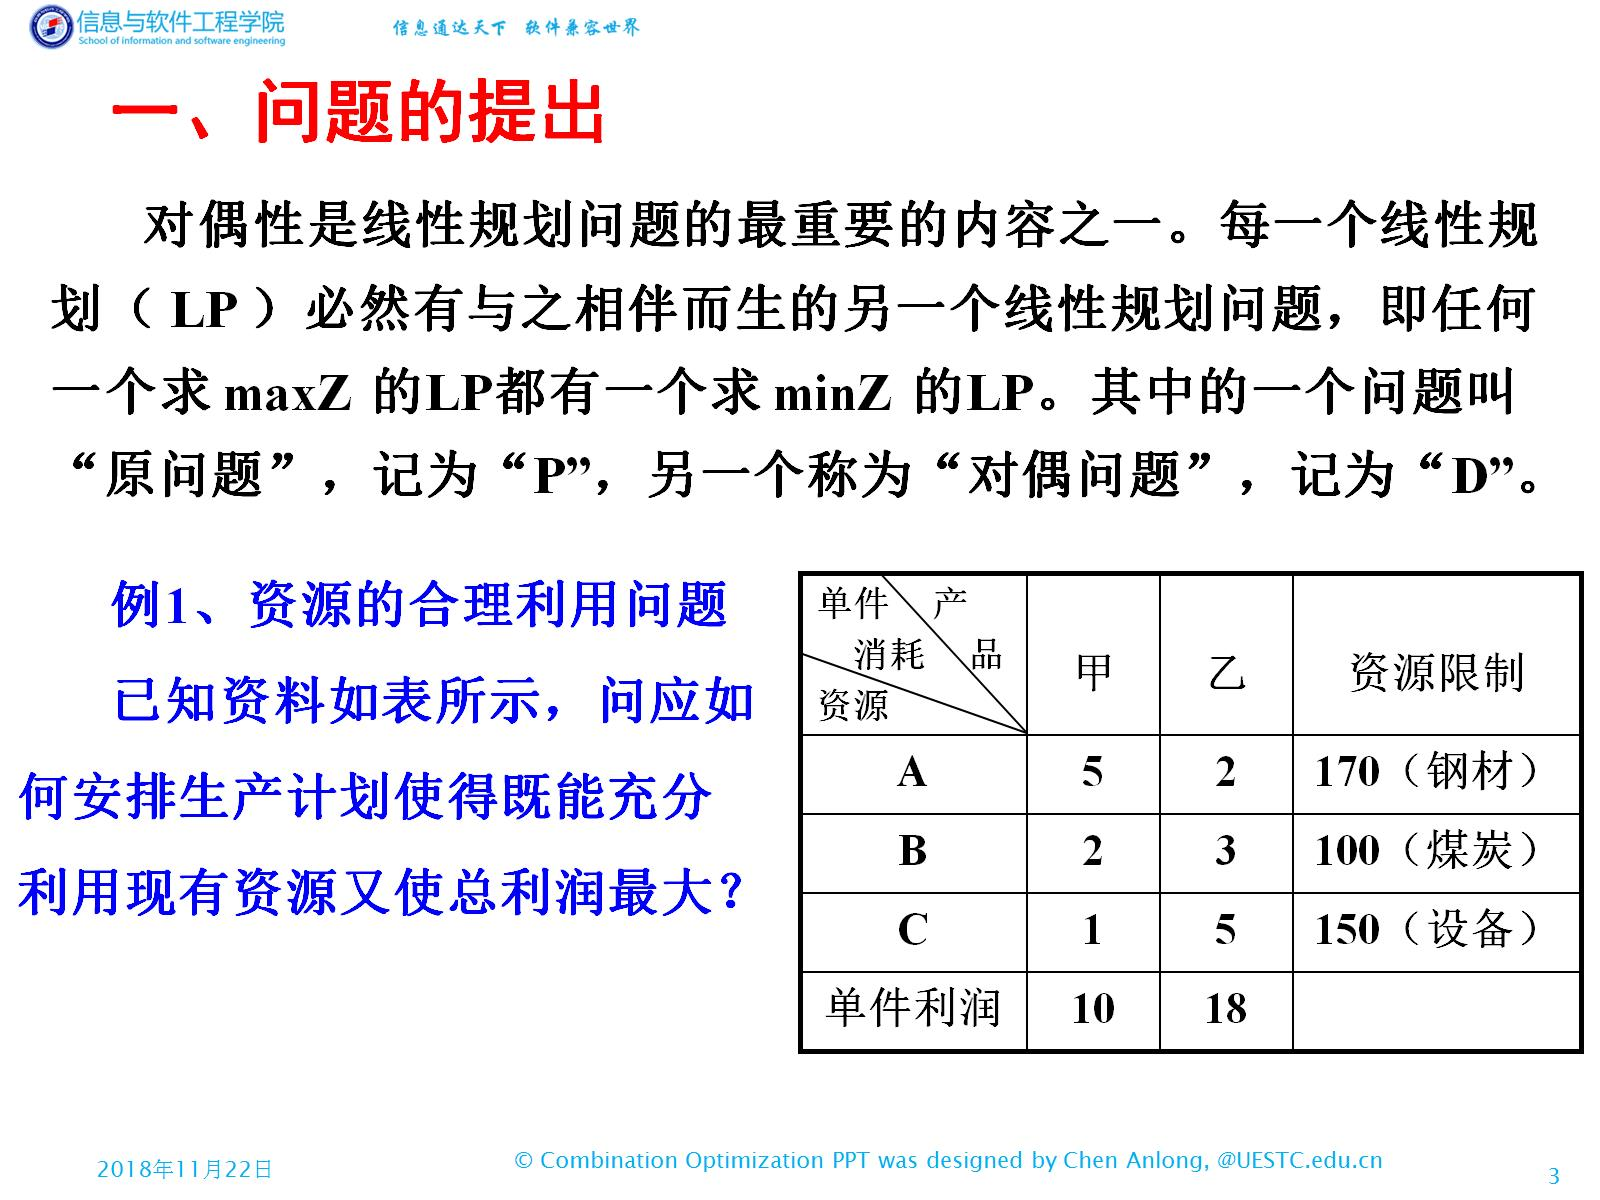 信息与软件工程学院
School of information and software engineering
信息通达天下 软件兼容世界
一、问题的提出
对偶性是线性规划问题的最重要的内容之一。每一个线性规
划（ LP ）必然有与之相伴而生的另一个线性规划问题，即任何
一个求 maxZ 的LP都有一个求 minZ 的LP。其中的一个问题叫
“原问题”，记为“P”，另一个称为“对偶问题”，记为“D”。
例1、资源的合理利用问题
已知资料如表所示，问应如
何安排生产计划使得既能充分
利用现有资源又使总利润最大？
单件 产
消耗 品
资源
甲 乙 资源限制
A 5 2 170（钢材）
B 2 3 100（煤炭）
C 1 5 150（设备）
单件利润 10 18
2018年11月22日
© Combination Optimization PPT was designed by Chen Anlong, @UESTC.edu.cn
3